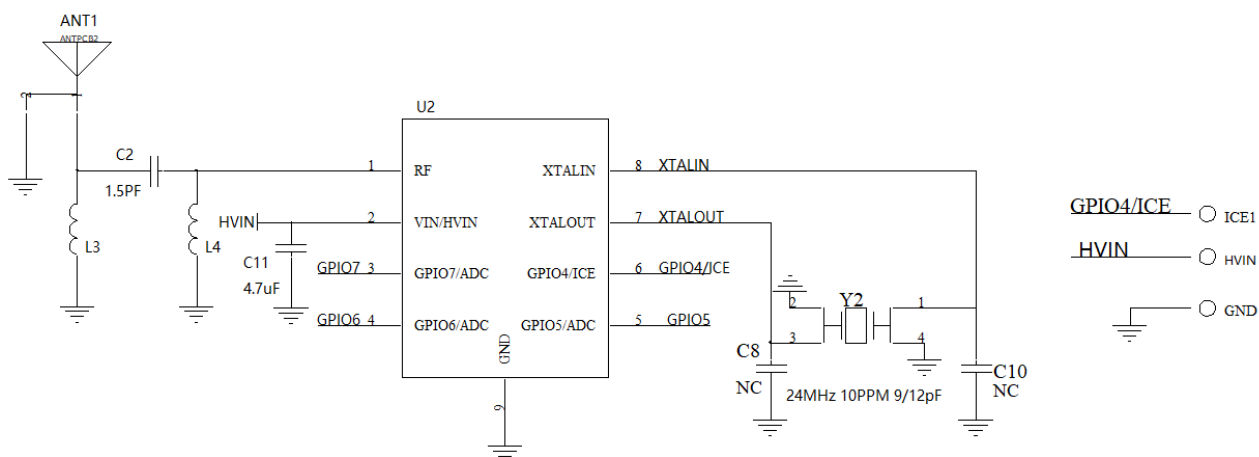 ANT1
ANTPCB2
2
1
U2
C2
1.5PF
1
RF
XTALIN
8
XTALIN
HVIN
2
VIN/HVIN
XTALOUT
7
XTALOUT
GPIO4/ICE
ICE1
L3
L4
C11
4.7uF
GPIO7
3
GPIO7/ADC
GPIO4/ICE
6
GPIO4/ICE
HVIN
HVIN
GPIO6
4
GPIO6/ADC
GPIO5/ADC
5
GPIO5
2
Y2
1
GND
3
4
GND
C8
NC
C10
NC
24MHz 10PPM 9/12pF
9